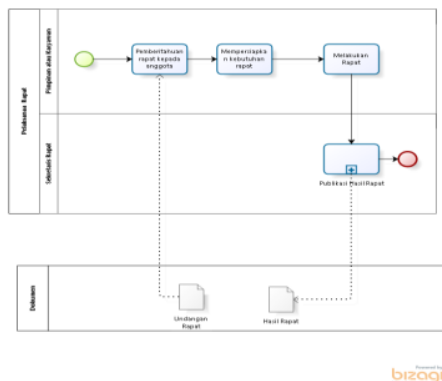 Pelaksanaan Rapat
Pimpinan atas Karyawan
Pemberitahuan
rapat kepada
anggota
Mempersiapka
n kebutuhan
rapat
Melakukan
Rapat
Sekretaris Rapat
Publikasi Hasil Rapat
Dokumen
Undangan
Rapat
Hasil Rapat
Powered by
bizagi